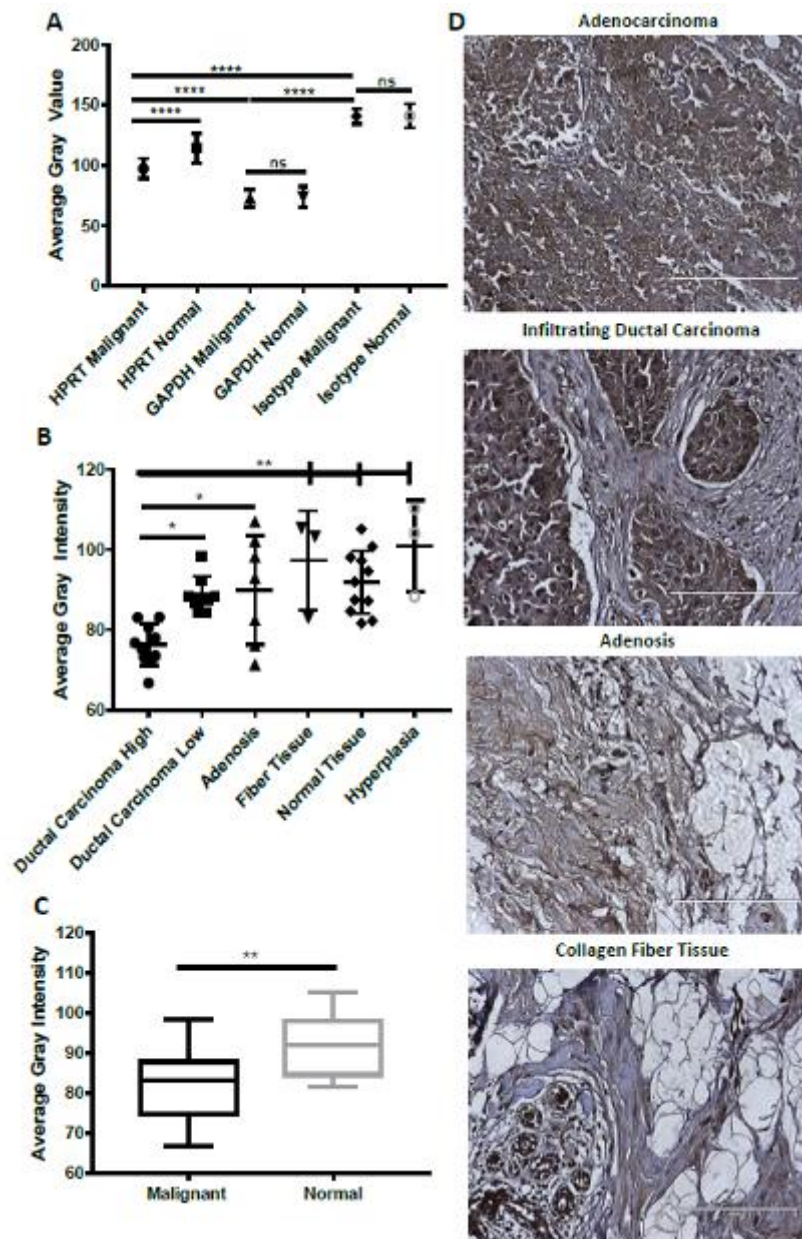 A
Average Gray Value
200
150
100
50
0
****
ns
****
****
****
ns
HPRT Malignant
HPRT Normal
GAPDH Malignant
GAPDH Normal
Isotype Malignant
Isotype Normal
B
Average Gray Intensity
120
100
80
60
**
*
*
Ductal Carcinoma High
Ductal Carcinoma Low
Adenosis
Fiber Tissue
Normal Tissue
Hyperplasia
C
Average Gray Intensity
120
110
100
90
80
70
60
**
Malignant
Normal
D
Adenocarcinoma
Infiltrating Ductal Carcinoma
Adenosis
Collagen Fiber Tissue